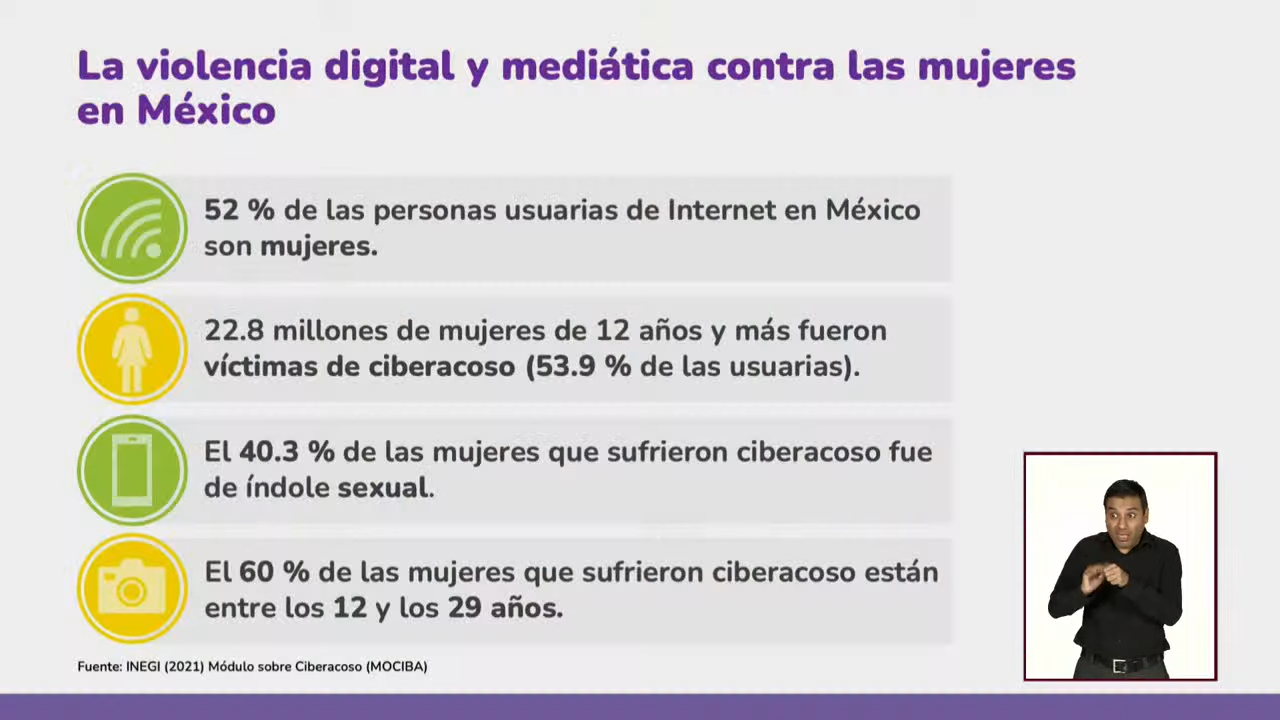 La violencia digital y mediática contra las mujeres
en México
52 % de las personas usuarias de Internet en México
son mujeres.
22.8 millones de mujeres de 12 años y más fueron
víctimas de ciberacoso (53.9 % de las usuarias).
El 40.3 % de las mujeres que sufrieron ciberacoso fue
de índole sexual.
El 60 % de las mujeres que sufrieron ciberacoso están
entre los 12 y los 29 años.
Fuente: INEGI (2021) Módulo sobre Ciberacoso (MOCIBA)